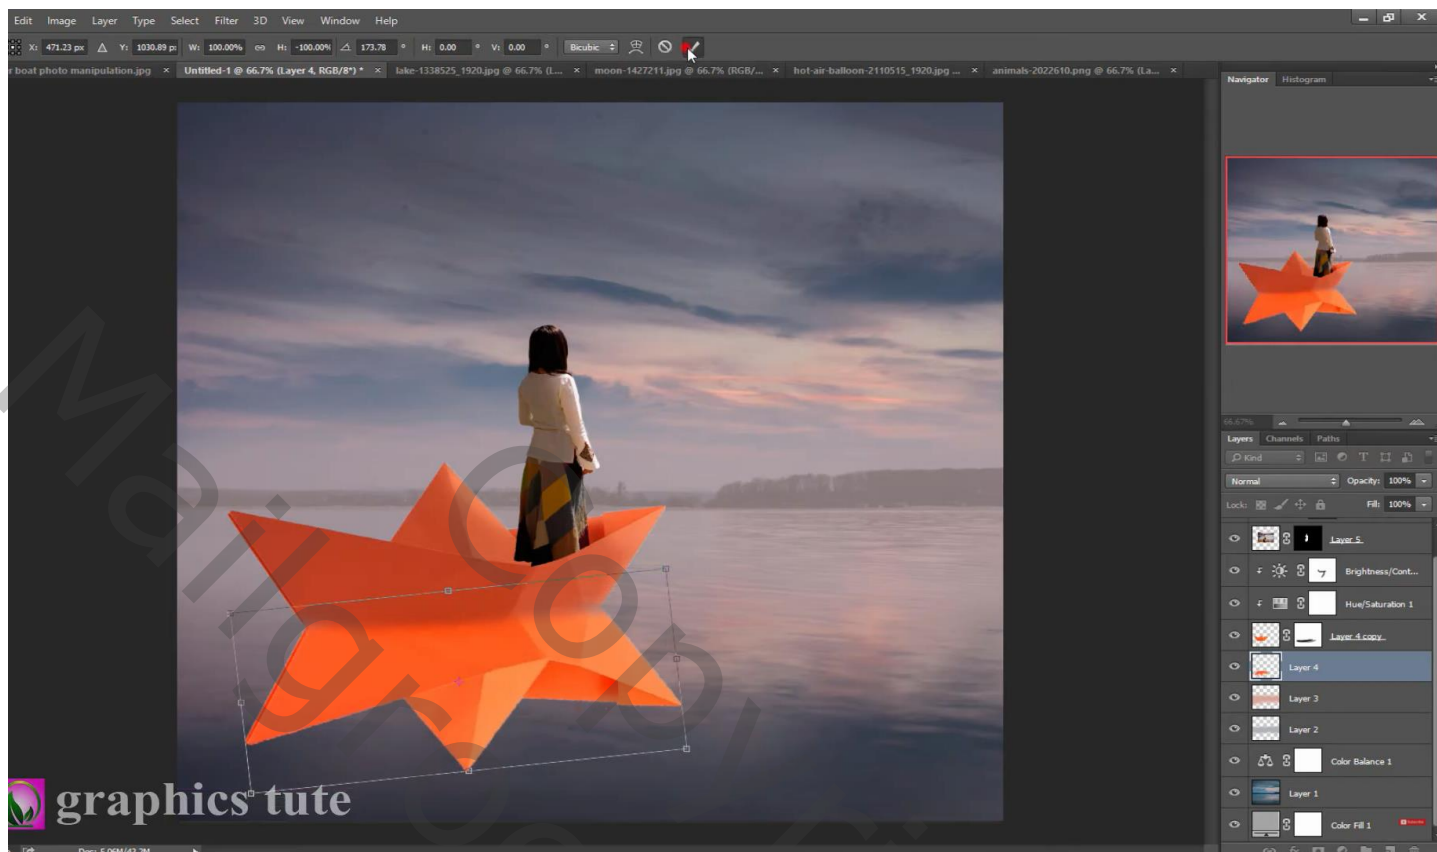 Edit Image Layer Type Select Filter 3D View Window Help
X: 471.23 px Y: 1030.89 p: W: 100.00% H: -100.00% 173.78 ° H: 0.00 ° V: 0.00 ° Bicubic
r boat photo manipulation.jpg × Untitled-1 @ 66.7% (Layer 4, RGB/8*) * × lake-1338525_1920.jpg @ 66.7% (L... × moon-1427211.jpg @ 66.7% (RGB/... × hot-air-balloon-2110515_1920.jpg ... × animals-2022610.png @ 66.7% (La... ×
Navigator Histogram
66.67%
Layers Channels Paths
Kind
Normal Opacity: 100%
Lock: Fill: 100%
Layer 5
Brightness/Cont...
Hue/Saturation 1
Layer 4 copy
Layer 4
Layer 3
Layer 2
Color Balance 1
Layer 1
Color Fill 1
graphics tute